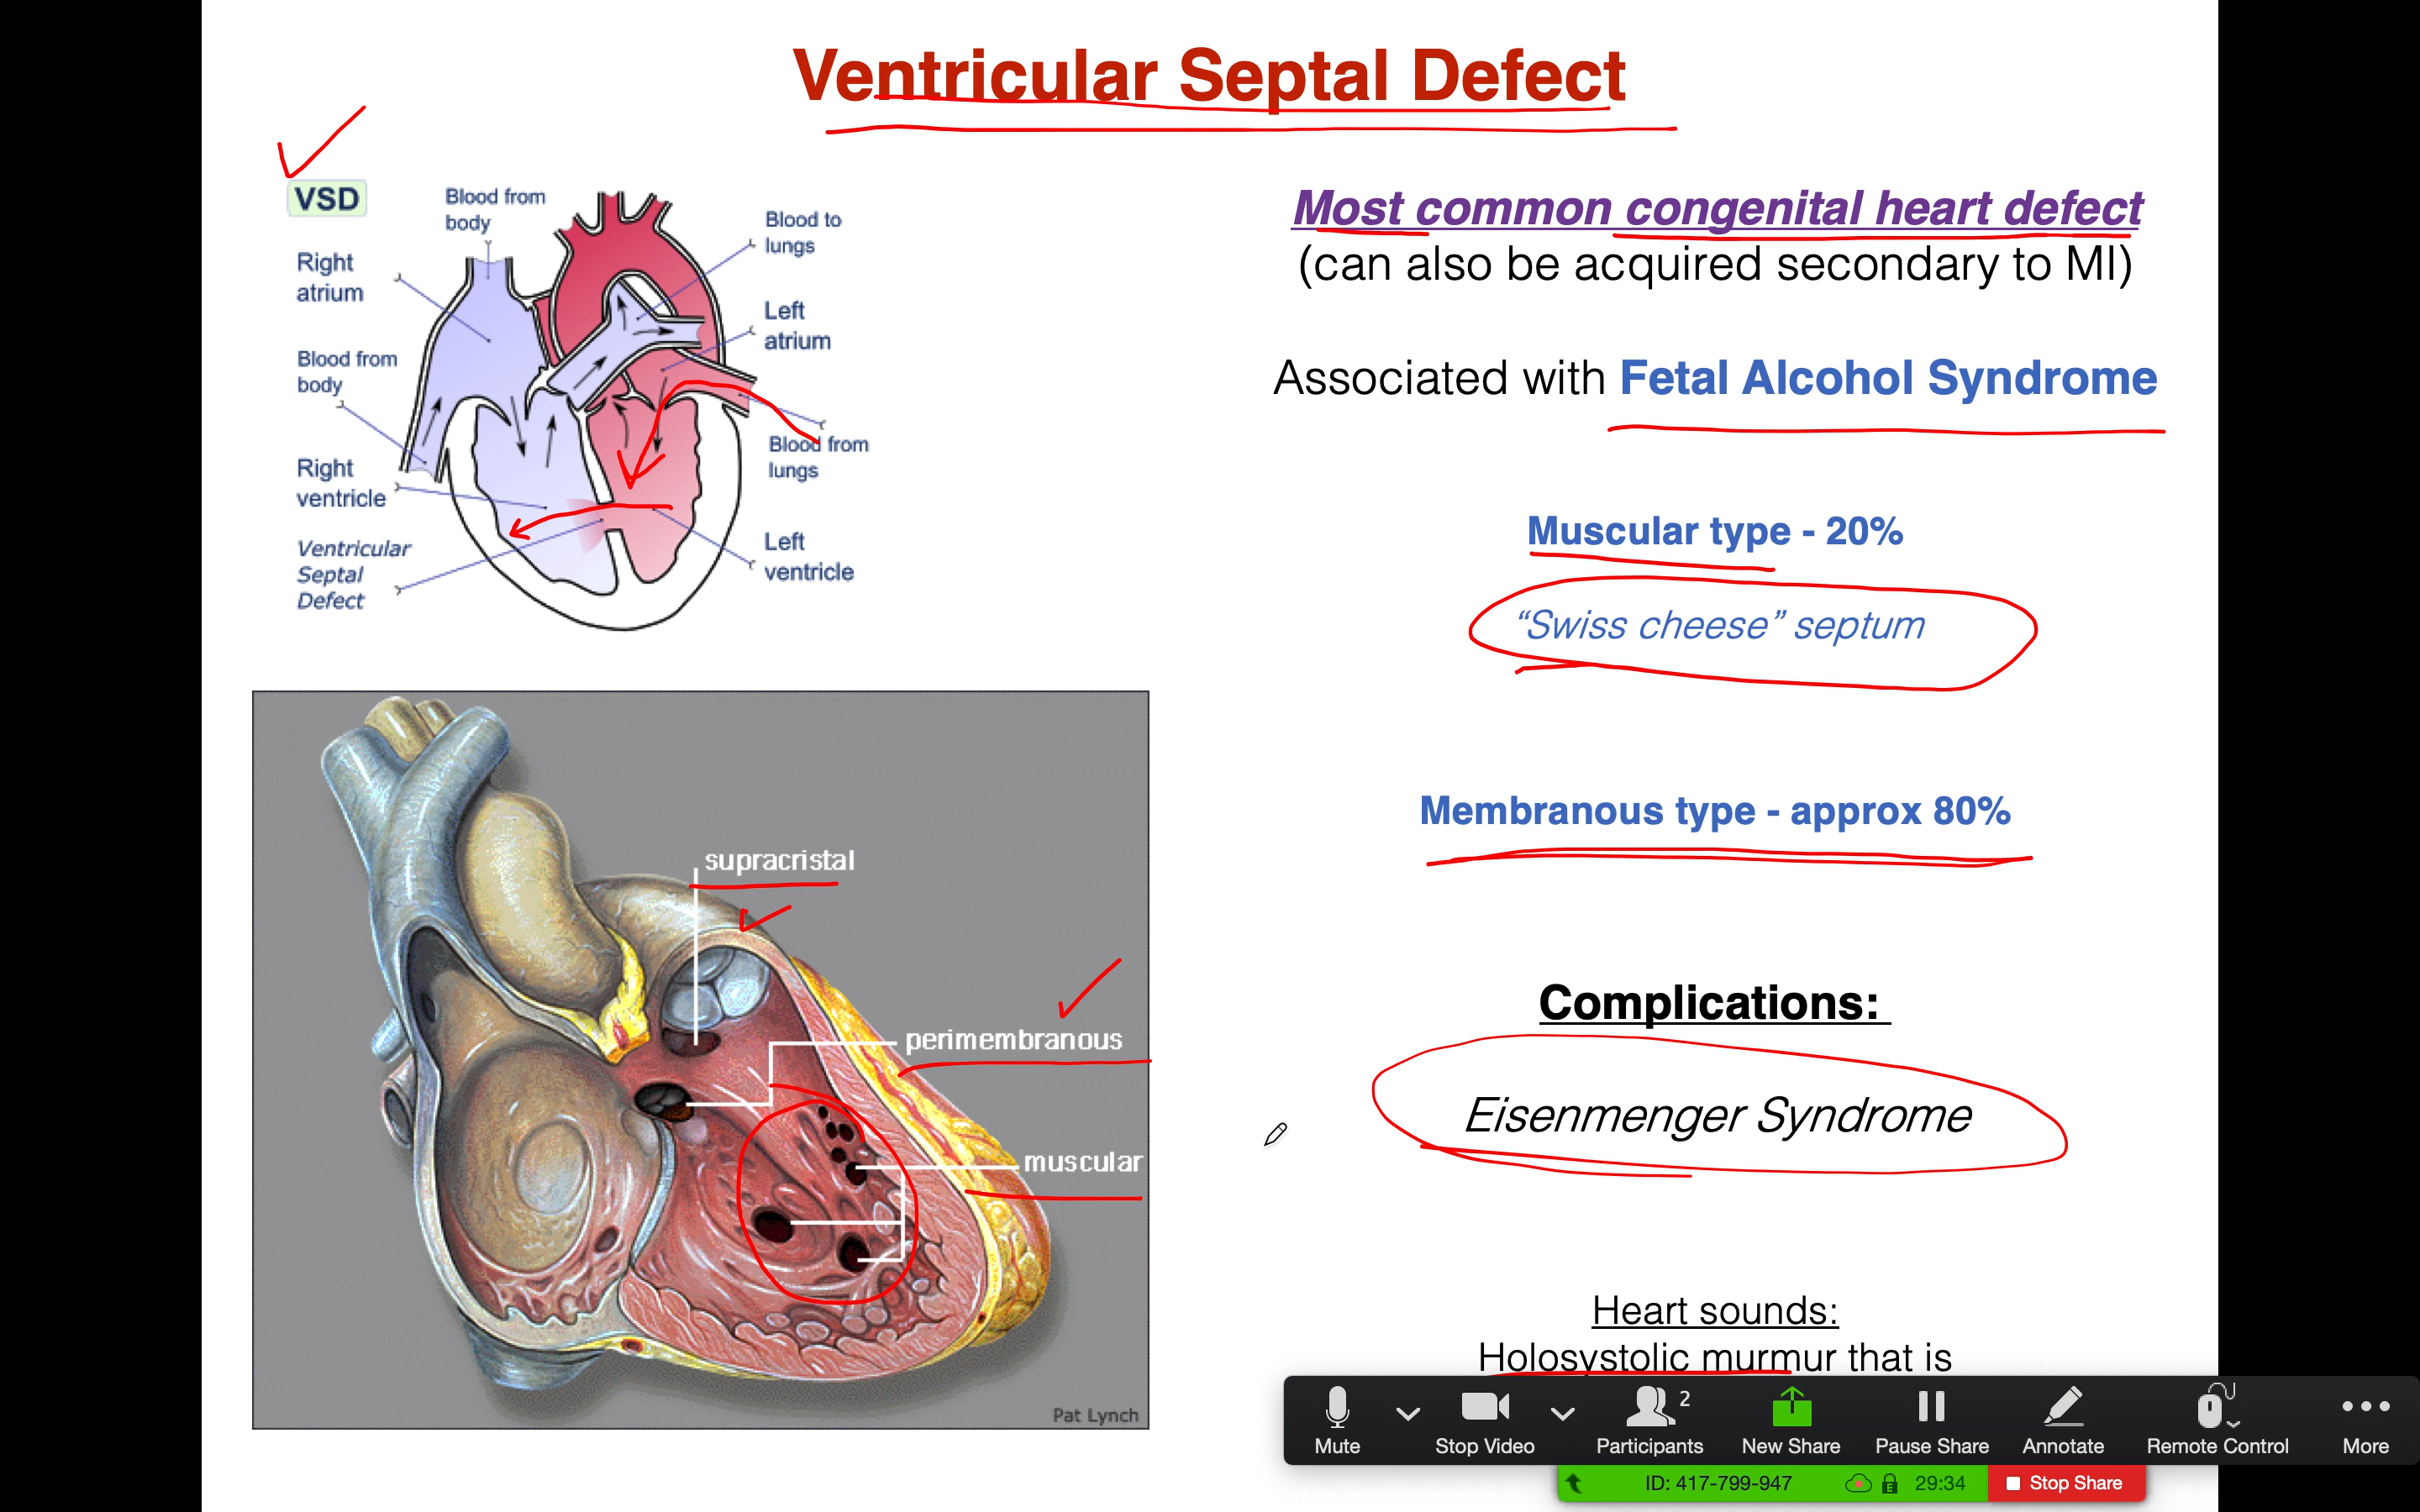 Ventricular Septal Defect
VSD
Blood from
body
Blood to
lungs
Right
atrium
Left
atrium
Blood from
body
Blood from
lungs
Right
ventricle
Left
ventricle
Ventricular
Septal
Defect
Most common congenital heart defect
(can also be acquired secondary to MI)
Associated with Fetal Alcohol Syndrome
Muscular type - 20%
“Swiss cheese” septum
Membranous type - approx 80%
Complications:
Eisenmenger Syndrome
Heart sounds:
Holosystolic murmur that is
supracristal
perimembranous
muscular
Pat Lynch
Mute
Stop Video
2
Participants
New Share
Pause Share
Annotate
Remote Control
More
ID: 417-799-947
E
29:34
Stop Share